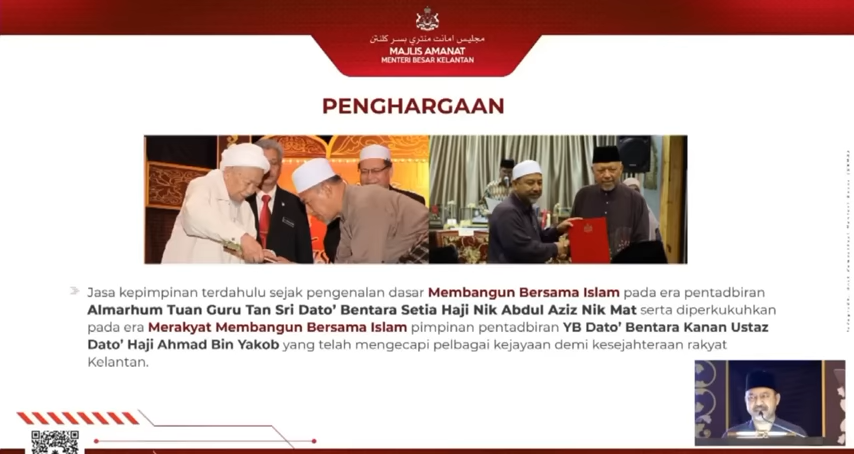 مجليس امانت منتري بسر كلنتن
MAJLIS AMANAT
MENTERI BESAR KELANTAN
PENGHARGAAN
Jasa kepimpinan terdahulu sejak pengenalan dasar Membangun Bersama Islam pada era pentadbiran
Almarhum Tuan Guru Tan Sri Dato’ Bentara Setia Haji Nik Abdul Aziz Nik Mat serta diperkukuhkan
pada era Merakyat Membangun Bersama Islam pimpinan pentadbiran YB Dato’ Bentara Kanan Ustaz
Dato’ Haji Ahmad Bin Yakob yang telah mengecapi pelbagai kejayaan demi kesejahteraan rakyat
Kelantan.